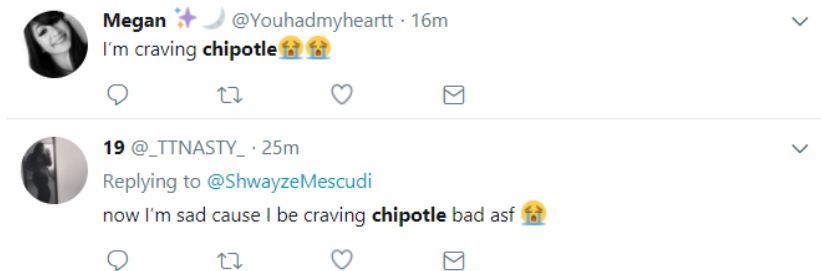 Megan ✨🌙 @Youhadmyheartt · 16m
I'm craving chipotle😭😭
19 @_TTNASTY_ · 25m
Replying to @ShwayzeMescudi
now I'm sad cause I be craving chipotle bad asf 😭